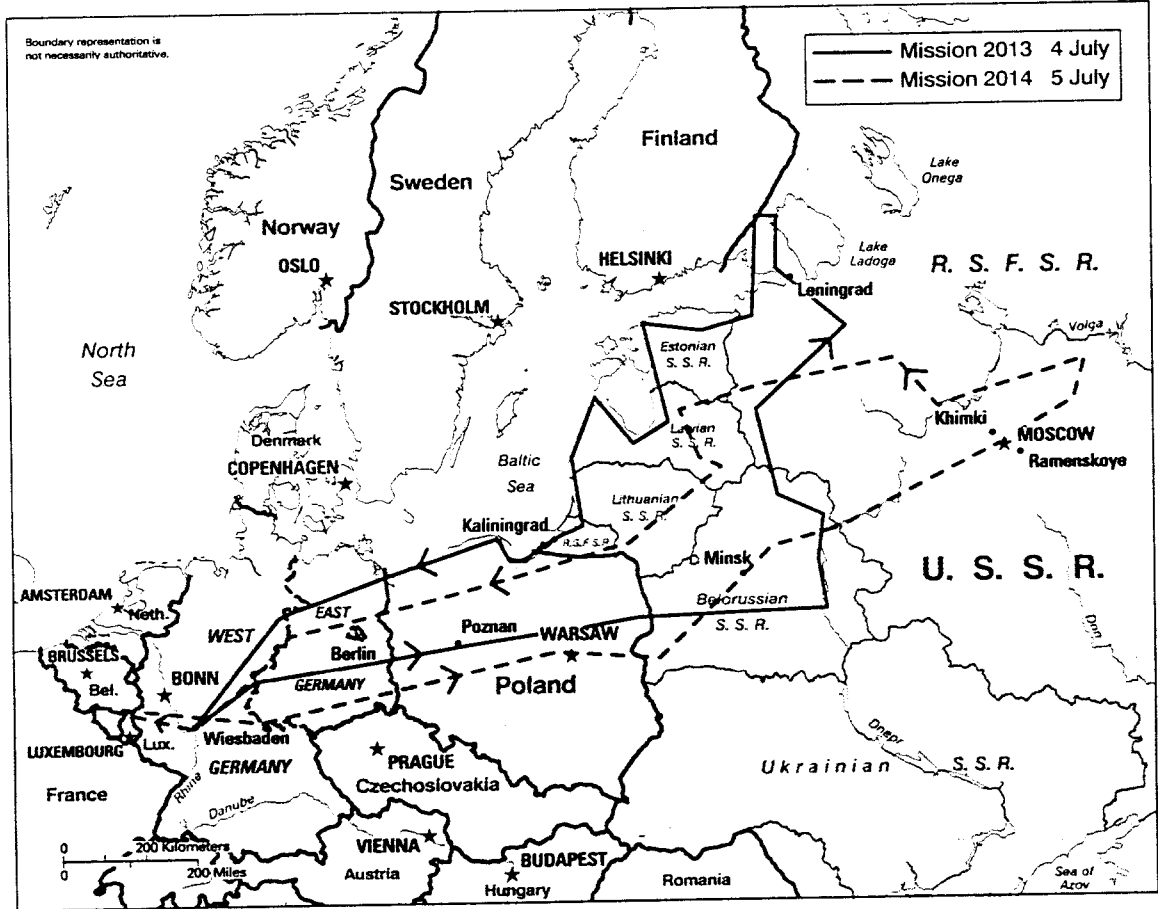 Boundary representation is
not necessarily authoritative.
Mission 2013 4 July
Mission 2014 5 July
Finland
Lake
Onega
Sweden
Norway
OSLO
HELSINKI
Lake
Ladoga
R. S. F. S. R.
Leningrad
STOCKHOLM
Volga
North
Sea
Estonian
S. S. R.
Khimki
MOSCOW
Ramenskoye
Latvian
S. S. R.
Denmark
COPENHAGEN
Baltic
Sea
Lithuanian
S. S. R.
Kaliningrad
R.S.F.S.R.
Minsk
U. S. S. R.
AMSTERDAM
Neth.
EAST
WEST
Belorussian
S. S. R.
Don
Poznan
WARSAW
Berlin
BRUSSELS
Bel.
BONN
GERMANY
Poland
Wiesbaden
LUXEMBOURG
Lux.
GERMANY
PRAGUE
Czechoslovakia
Dnepr
Ukrainian S. S. R.
France
Rhine
Danube
0 200 Kilometers
0 200 Miles
VIENNA
BUDAPEST
Austria
Hungary
Romania
Sea of
Azov